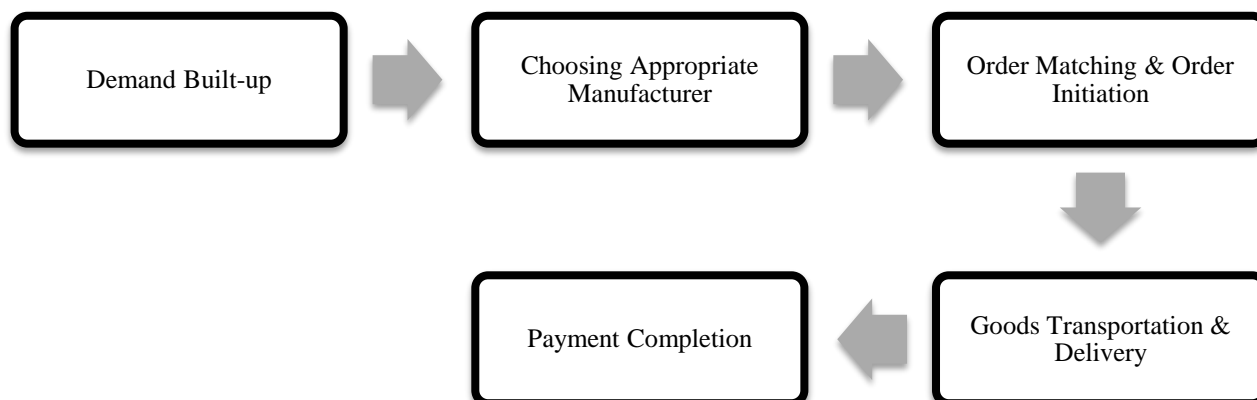 Demand Built-up
Choosing Appropriate
Manufacturer
Order Matching & Order
Initiation
Goods Transportation &
Delivery
Payment Completion